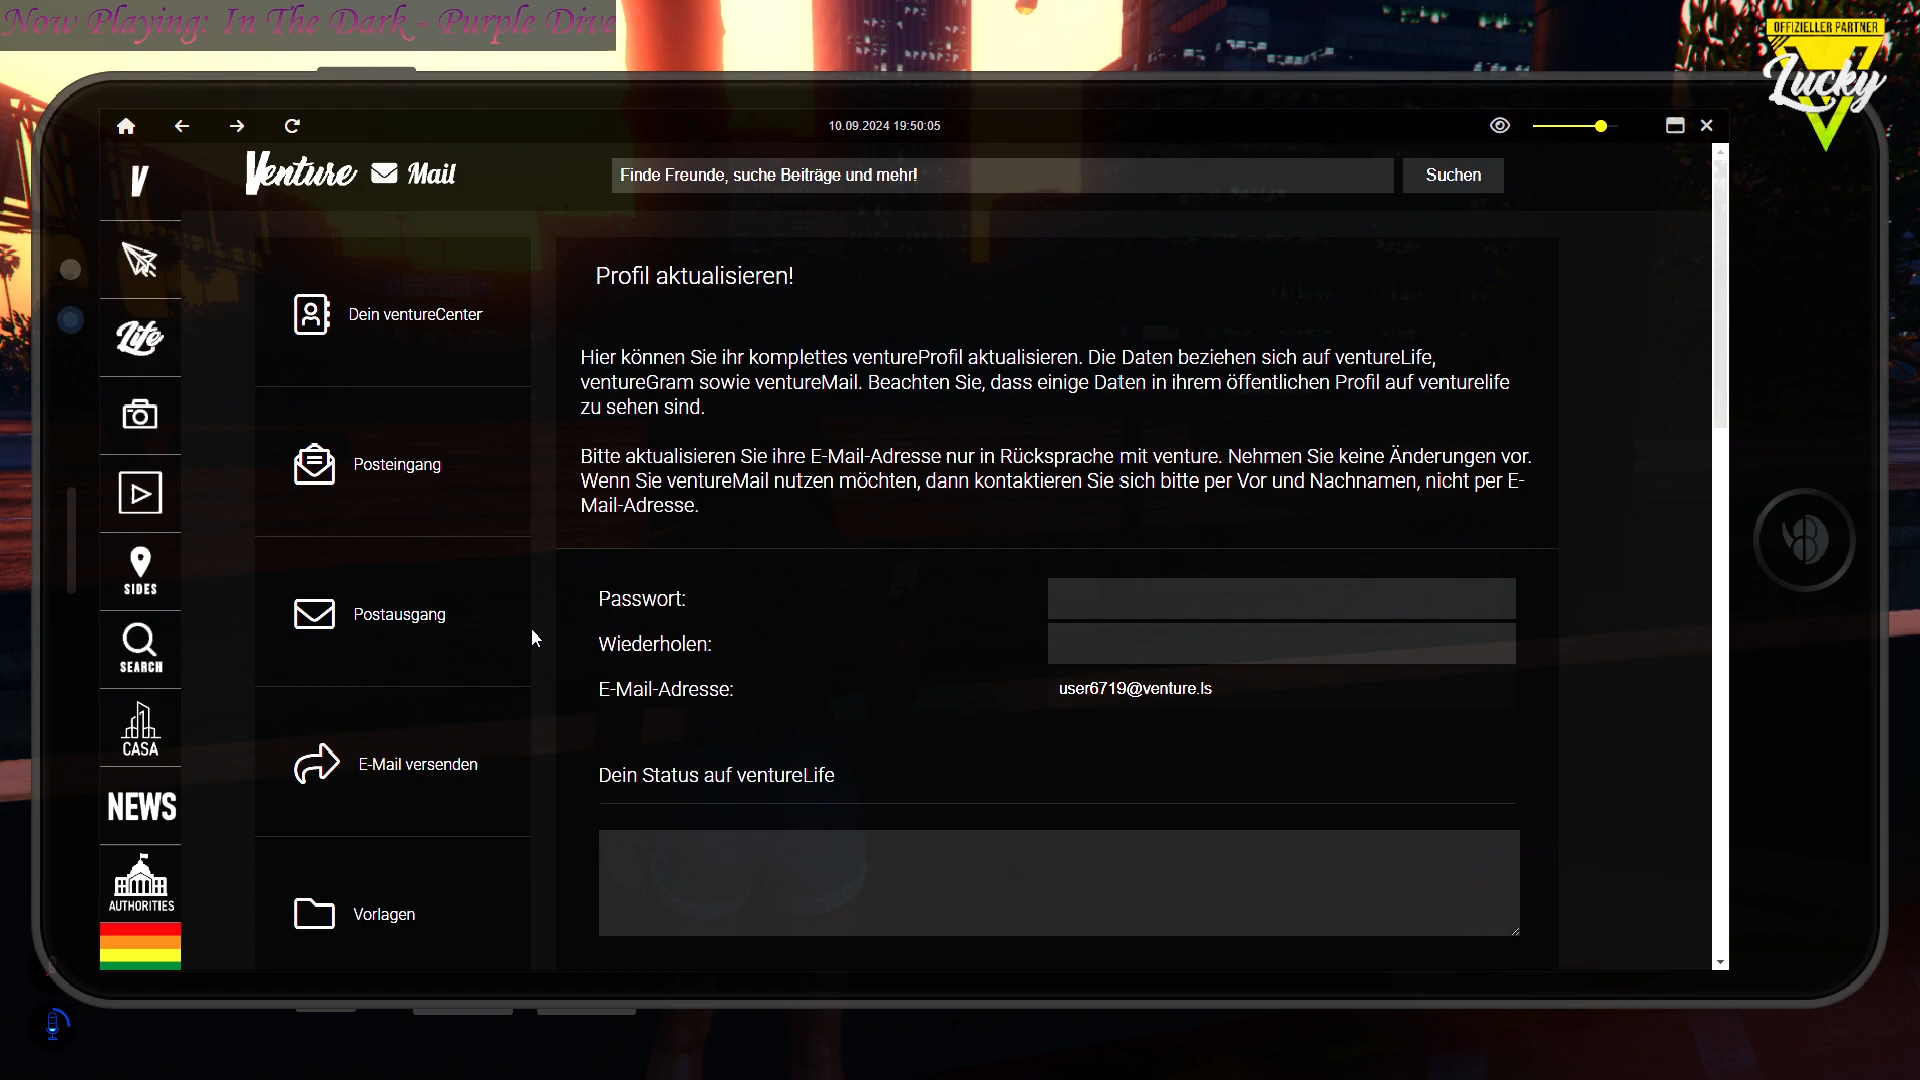 Now Playing: In The Dark - Purple Dive
OFFIZIELLER PARTNER
Lucky
V
10.09.2024 19:50:05
V
Venture Mail
Finde Freunde, suche Beiträge und mehr!
Suchen
Life
SIDES
SEARCH
CASA
NEWS
AUTHORITIES
Dein ventureCenter
Posteingang
Postausgang
E-Mail versenden
Vorlagen
Profil aktualisieren!
Hier können Sie ihr komplettes ventureProfil aktualisieren. Die Daten beziehen sich auf ventureLife,
ventureGram sowie ventureMail. Beachten Sie, dass einige Daten in ihrem öffentlichen Profil auf venturelife
zu sehen sind.
Bitte aktualisieren Sie ihre E-Mail-Adresse nur in Rücksprache mit venture. Nehmen Sie keine Änderungen vor.
Wenn Sie ventureMail nutzen möchten, dann kontaktieren Sie sich bitte per Vor und Nachnamen, nicht per E-
Mail-Adresse.
Passwort:
Wiederholen:
E-Mail-Adresse:
user6719@venture.ls
Dein Status auf ventureLife